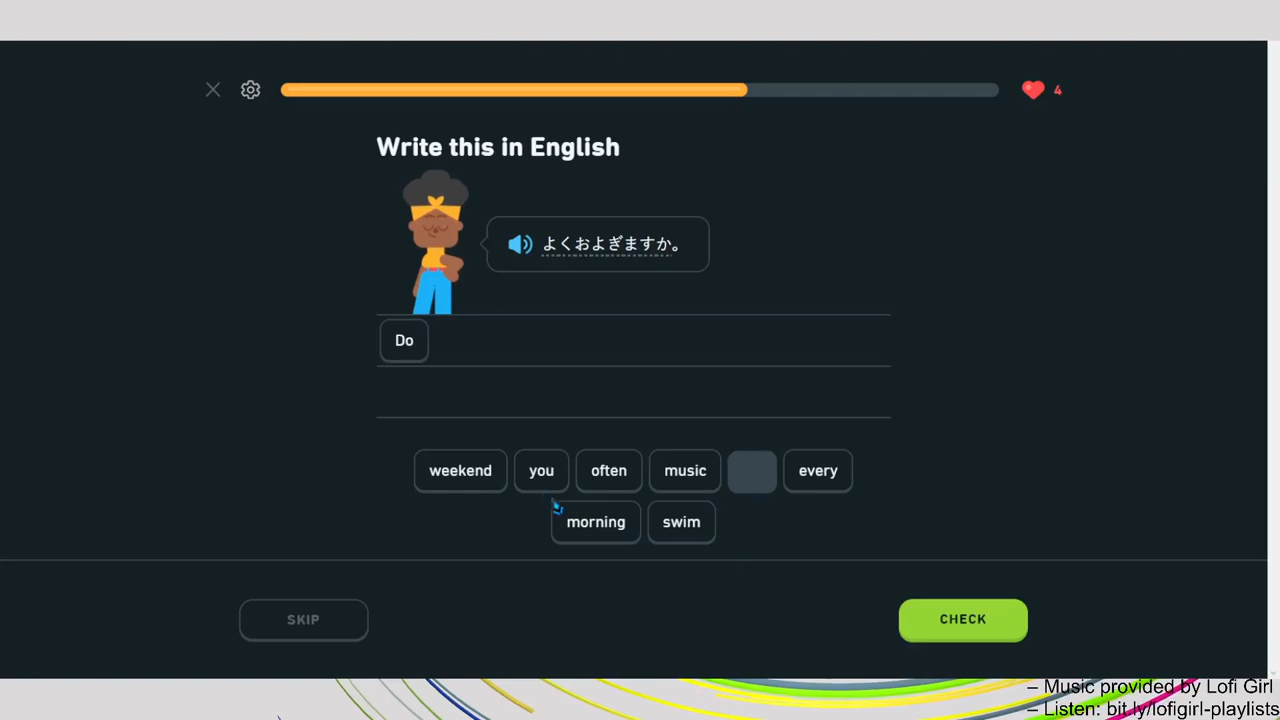 4
Write this in English
よくおよぎますか。
Do
weekend you often music every
morning swim
SKIP CHECK
– Music provided by Lofi Girl
– Listen: bit.ly/lofigirl-playlists